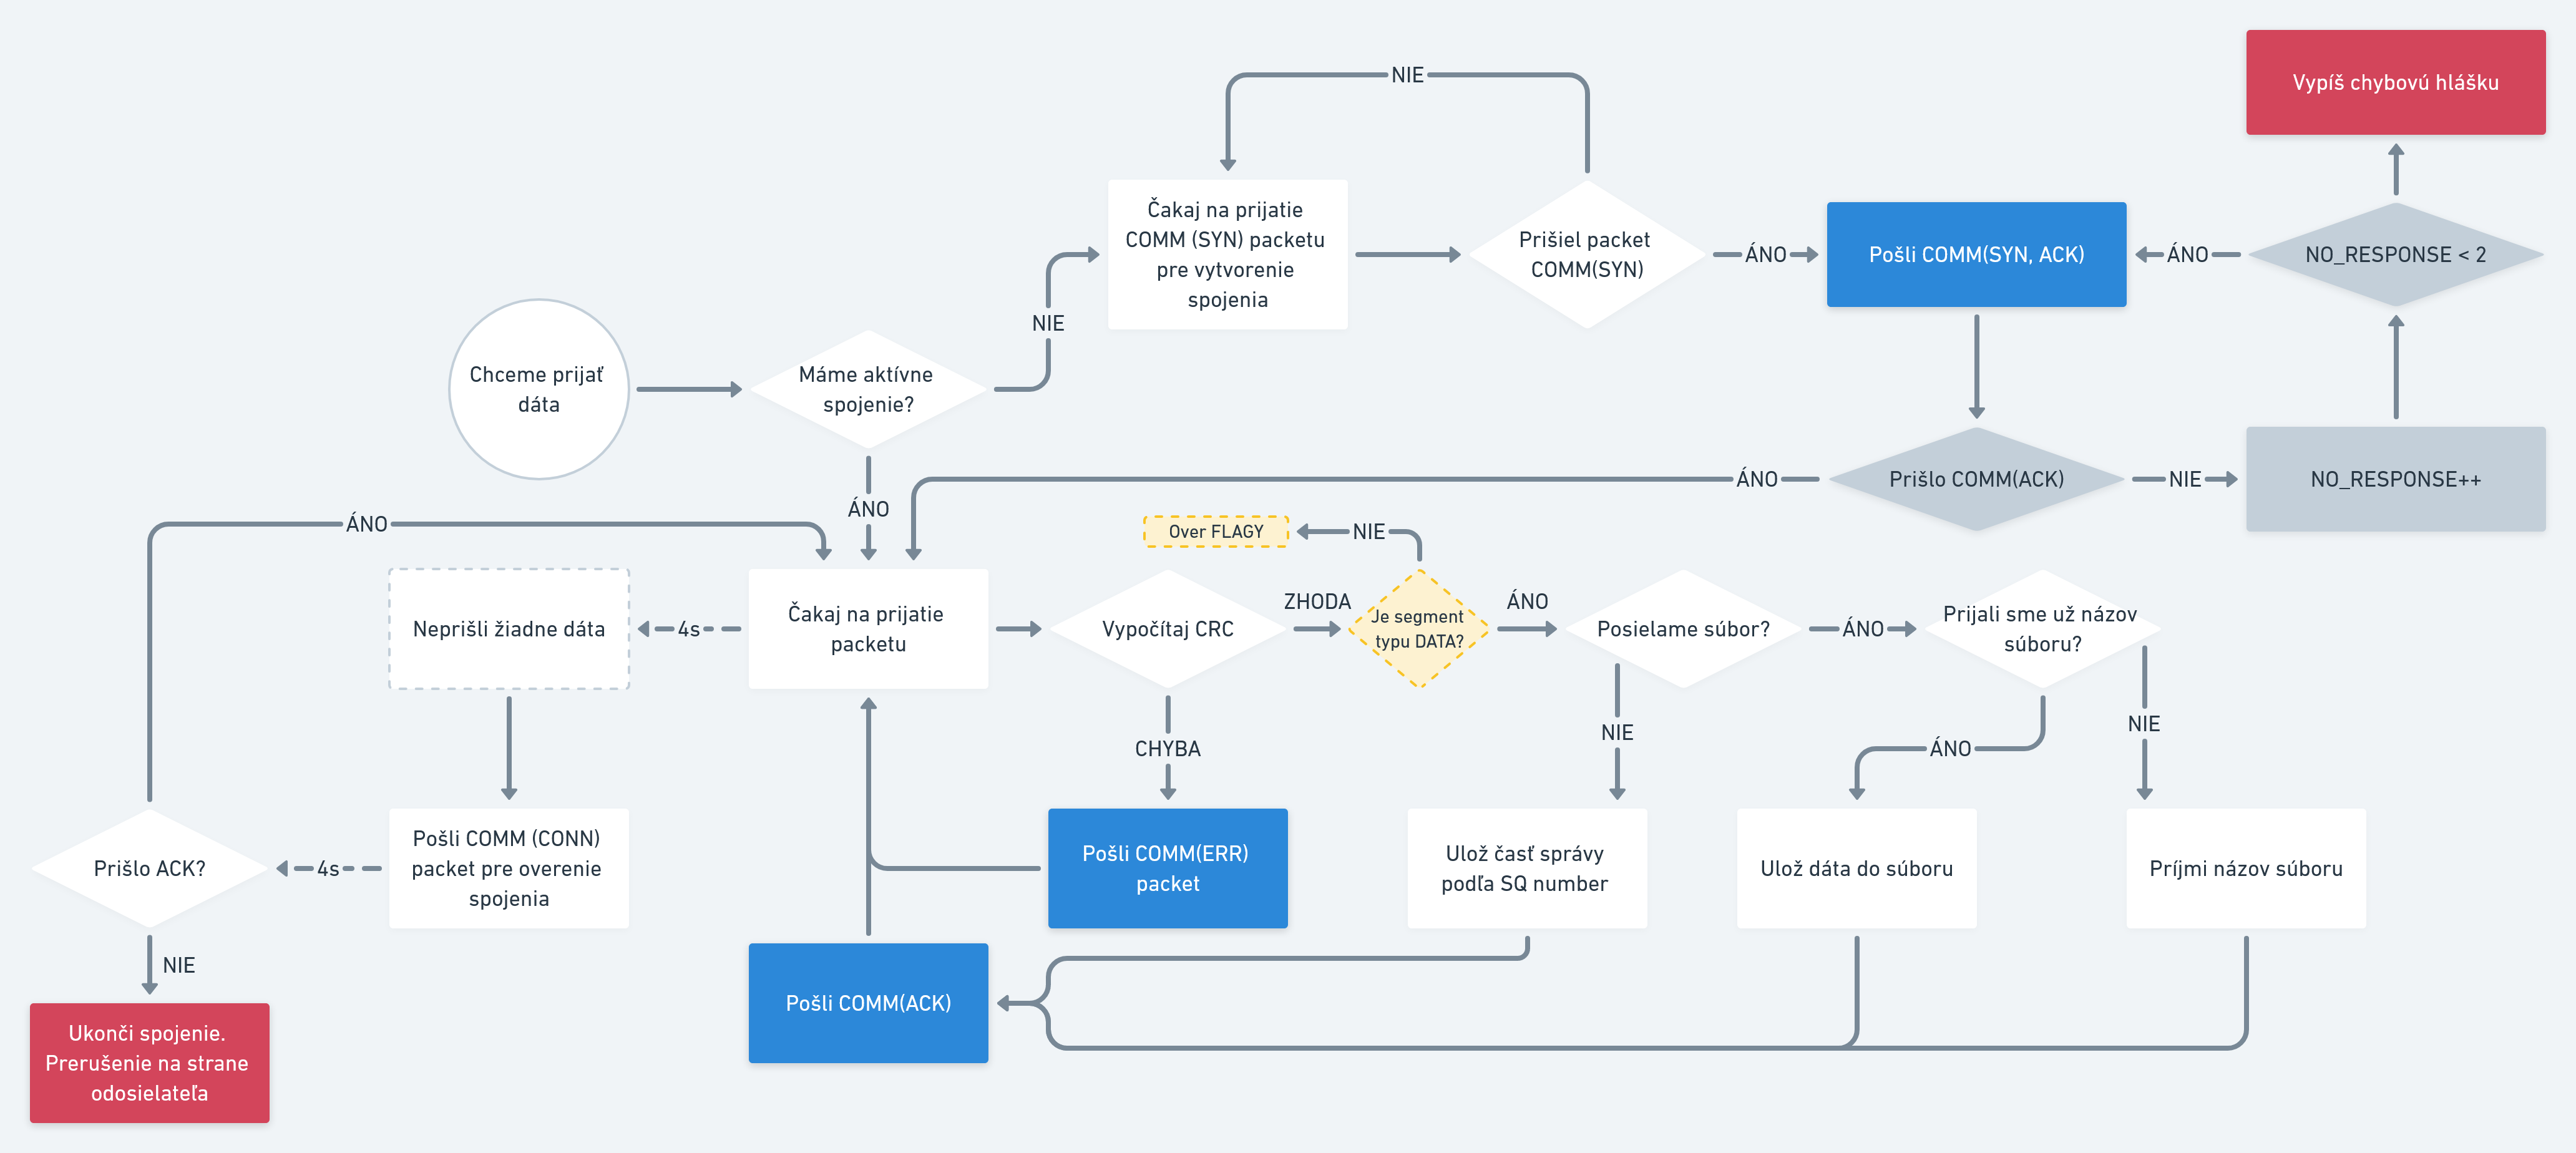 Vypíš chybovú hlášku
NIE
Čakaj na prijatie
COMM (SYN) packetu
pre vytvorenie
spojenia
Prišiel packet
COMM(SYN)
ÁNO
Pošli COMM(SYN, ACK)
ÁNO
NO_RESPONSE < 2
NIE
Chceme prijať
dáta
Máme aktívne
spojenie?
ÁNO
ÁNO
Prišlo COMM(ACK)
NIE
NO_RESPONSE++
ÁNO
Over FLAGY
NIE
Neprišli žiadne dáta
4s
Čakaj na prijatie
packetu
Vypočítaj CRC
ZHODA
Je segment
typu DATA?
ÁNO
Posielame súbor?
ÁNO
Prijali sme už názov
súboru?
CHYBA
NIE
ÁNO
NIE
Prišlo ACK?
4s
Pošli COMM (CONN)
packet pre overenie
spojenia
Pošli COMM(ERR)
packet
Ulož časť správy
podľa SQ number
Ulož dáta do súboru
Príjmi názov súboru
NIE
Pošli COMM(ACK)
Ukonči spojenie.
Prerušenie na strane
odosielateľa